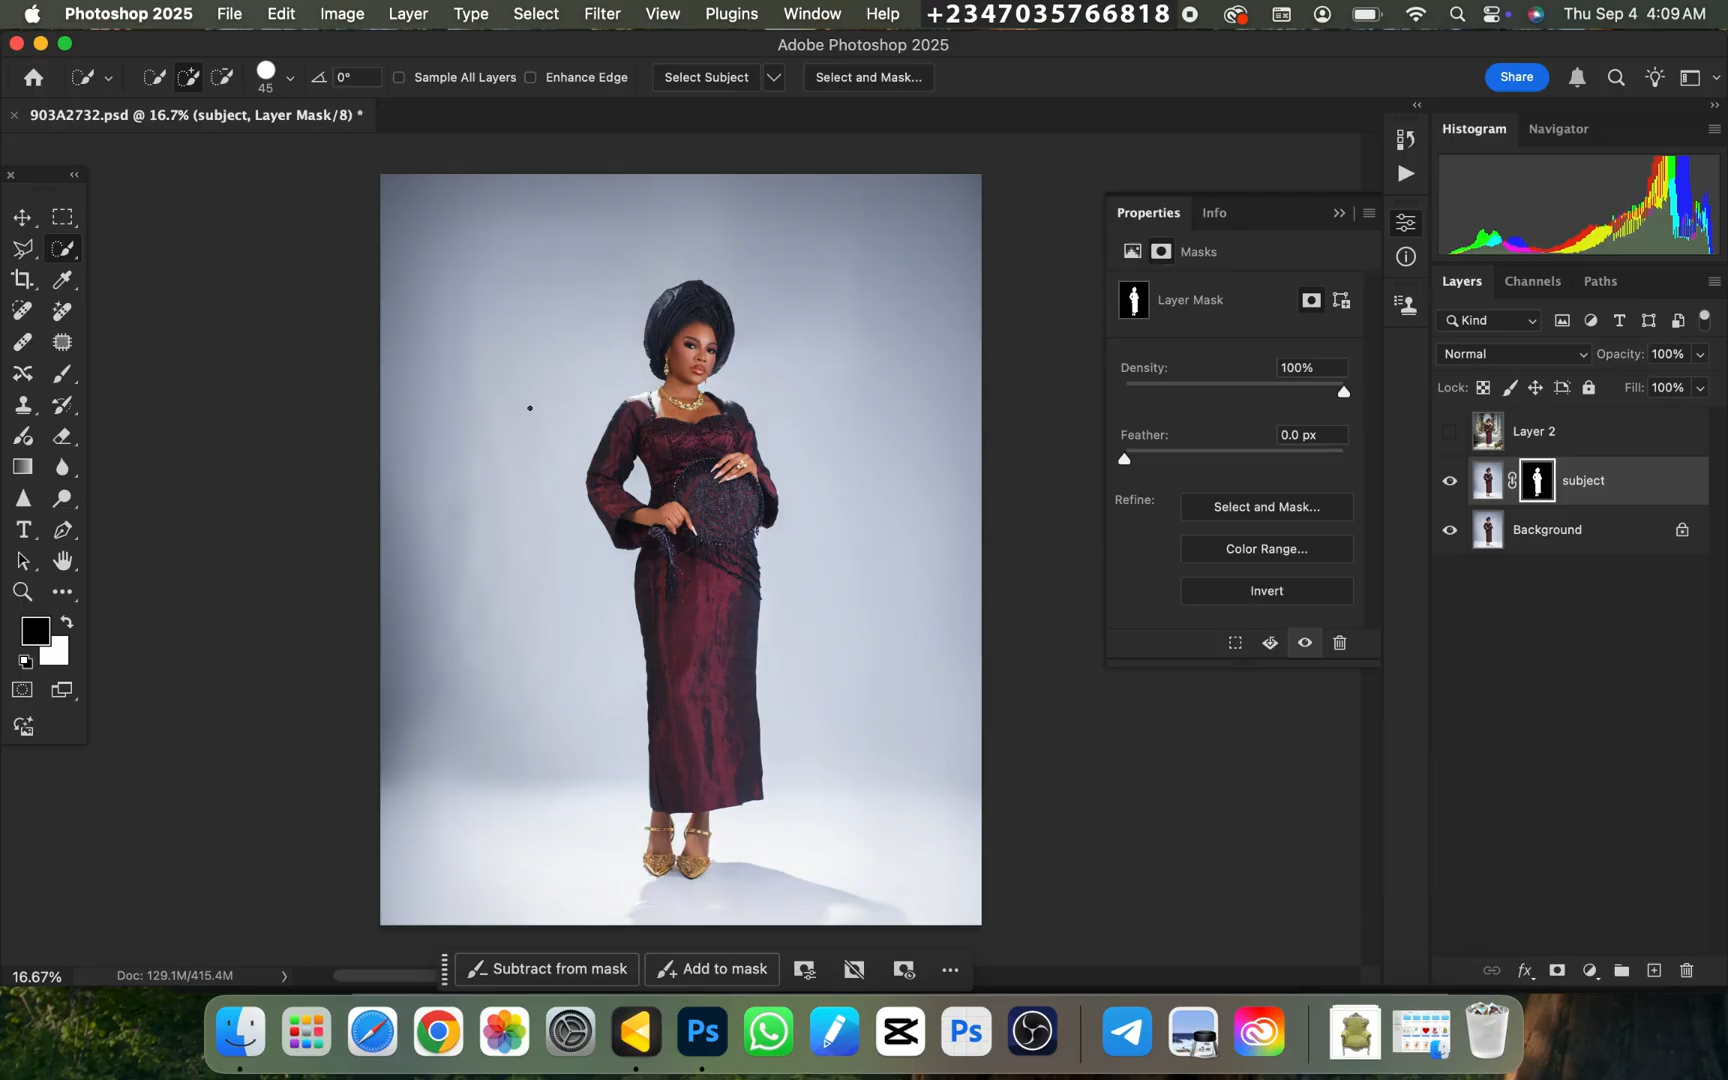 Photoshop 2025 File Edit Image Layer Type Select Filter View Plugins Window Help +2347035766818 Thu Sep 4 4:09 AM
Adobe Photoshop 2025
45 0° Sample All Layers Enhance Edge Select Subject Select and Mask... Share
× 903A2732.psd @ 16.7% (subject, Layer Mask/8) *
Histogram Navigator
Properties Info
Masks
Layer Mask
Density: 100%
Feather: 0.0 px
Refine: Select and Mask...
Color Range...
Invert
Layers Channels Paths
Kind
Normal Opacity: 100%
Lock: Fill: 100%
Layer 2
subject
Background
16.67% Doc: 129.1M/415.4M
Subtract from mask Add to mask
Ps Ps